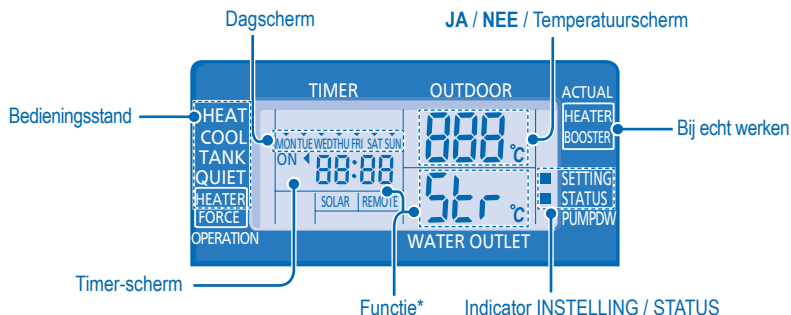 Dagscherm
JA / NEE / Temperatuurscherm
TIMER
OUTDOOR
ACTUAL
Bedieningsstand
HEAT
COOL
TANK
QUIET
HEATER
FORCE
OPERATION
MON TUE WED THU FRI SAT SUN
ON
88:88
SOLAR
REMOTE
888 °C
Str °C
WATER OUTLET
HEATER
BOOSTER
Bij echt werken
SETTING
STATUS
PUMPDW
Timer-scherm
Functie*
Indicator INSTELLING / STATUS